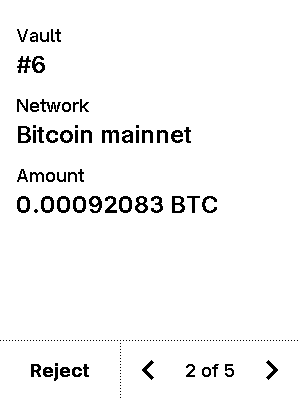 Vault
#6
Network
Bitcoin mainnet
Amount
0.00092083 BTC
Reject
2 of 5